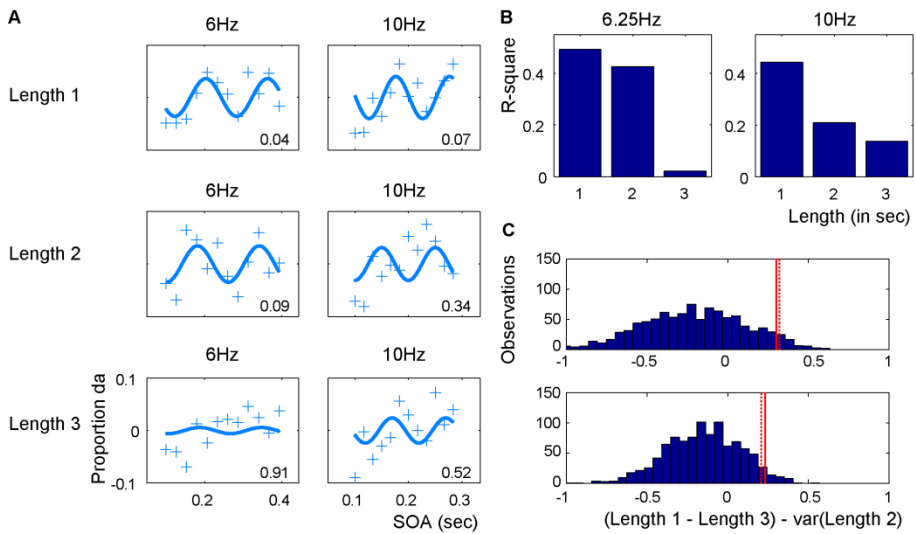 A
6Hz
10Hz
Length 1
0.04
0.07
6Hz
10Hz
Length 2
0.09
0.34
6Hz
10Hz
Length 3
Proportion da
0.1
0
-0.1
0.91
0.52
0.2
0.4
0.1
0.2
0.3
SOA (sec)
B
6.25Hz
10Hz
R-square
0.4
0.2
0
1
2
3
0.4
0.2
0
1
2
3
Length (in sec)
C
Observations
150
100
50
0
-1
-0.5
0
0.5
1
150
100
50
0
-1
-0.5
0
0.5
1
(Length 1 - Length 3) - var(Length 2)